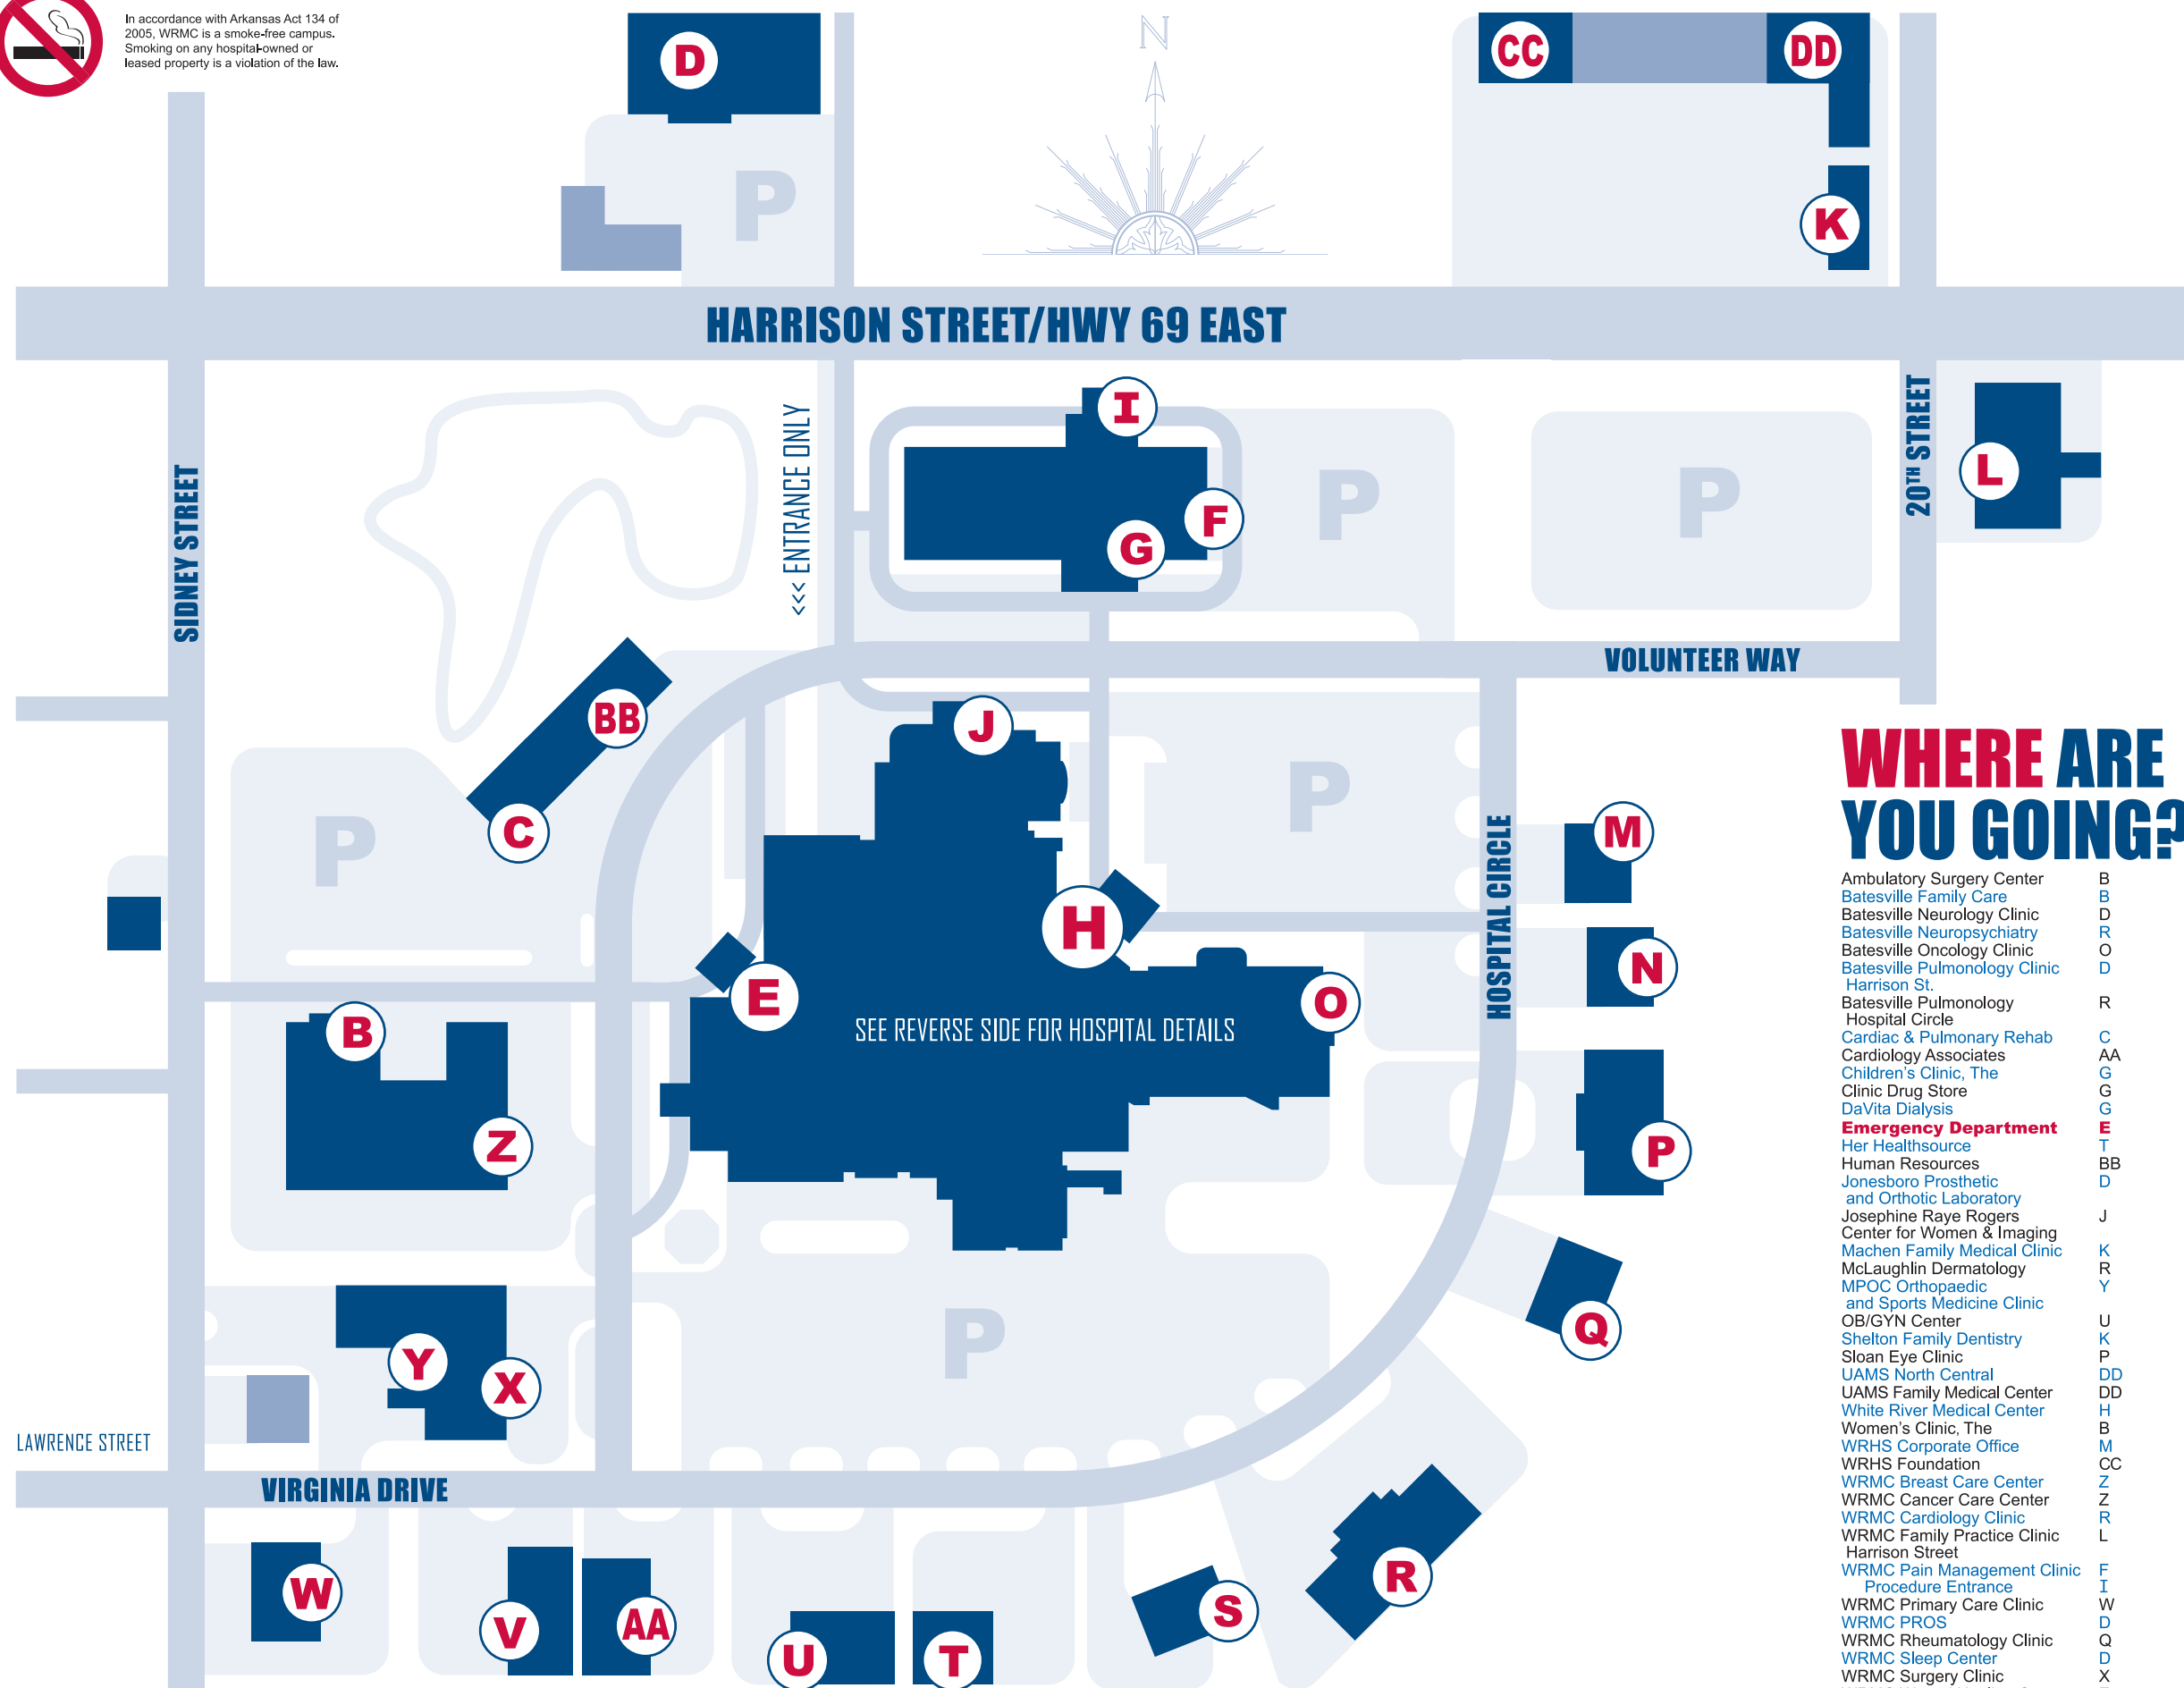 In accordance with Arkansas Act 134 of
2005, WRMC is a smoke-free campus.
Smoking on any hospital-owned or
leased property is a violation of the law.
D
N
CC
DD
P
K
HARRISON STREET/HWY 69 EAST
I
<<< ENTRANCE ONLY
SIDNEY STREET
20TH STREET
L
P
P
F
G
VOLUNTEER WAY
BB
J
C
P
P
M
HOSPITAL CIRCLE
H
N
E
O
SEE REVERSE SIDE FOR HOSPITAL DETAILS
B
Z
P
Q
P
Y
X
LAWRENCE STREET
VIRGINIA DRIVE
W
V
AA
U
T
S
R
WHERE ARE
YOU GOING?
Ambulatory Surgery Center B
Batesville Family Care B
Batesville Neurology Clinic D
Batesville Neuropsychiatry R
Batesville Oncology Clinic O
Batesville Pulmonology Clinic D
Harrison St.
Batesville Pulmonology R
Hospital Circle
Cardiac & Pulmonary Rehab C
Cardiology Associates AA
Children's Clinic, The G
Clinic Drug Store G
DaVita Dialysis G
Emergency Department E
Her Healthsource T
Human Resources BB
Jonesboro Prosthetic D
and Orthotic Laboratory
Josephine Raye Rogers J
Center for Women & Imaging
Machen Family Medical Clinic K
McLaughlin Dermatology R
MPOC Orthopaedic Y
and Sports Medicine Clinic
OB/GYN Center U
Shelton Family Dentistry K
Sloan Eye Clinic P
UAMS North Central DD
UAMS Family Medical Center DD
White River Medical Center H
Women's Clinic, The B
WRHS Corporate Office M
WRHS Foundation CC
WRMC Breast Care Center Z
WRMC Cancer Care Center Z
WRMC Cardiology Clinic R
WRMC Family Practice Clinic L
Harrison Street
WRMC Pain Management Clinic F
Procedure Entrance I
WRMC Primary Care Clinic W
WRMC PROS D
WRMC Rheumatology Clinic Q
WRMC Sleep Center D
WRMC Surgery Clinic X